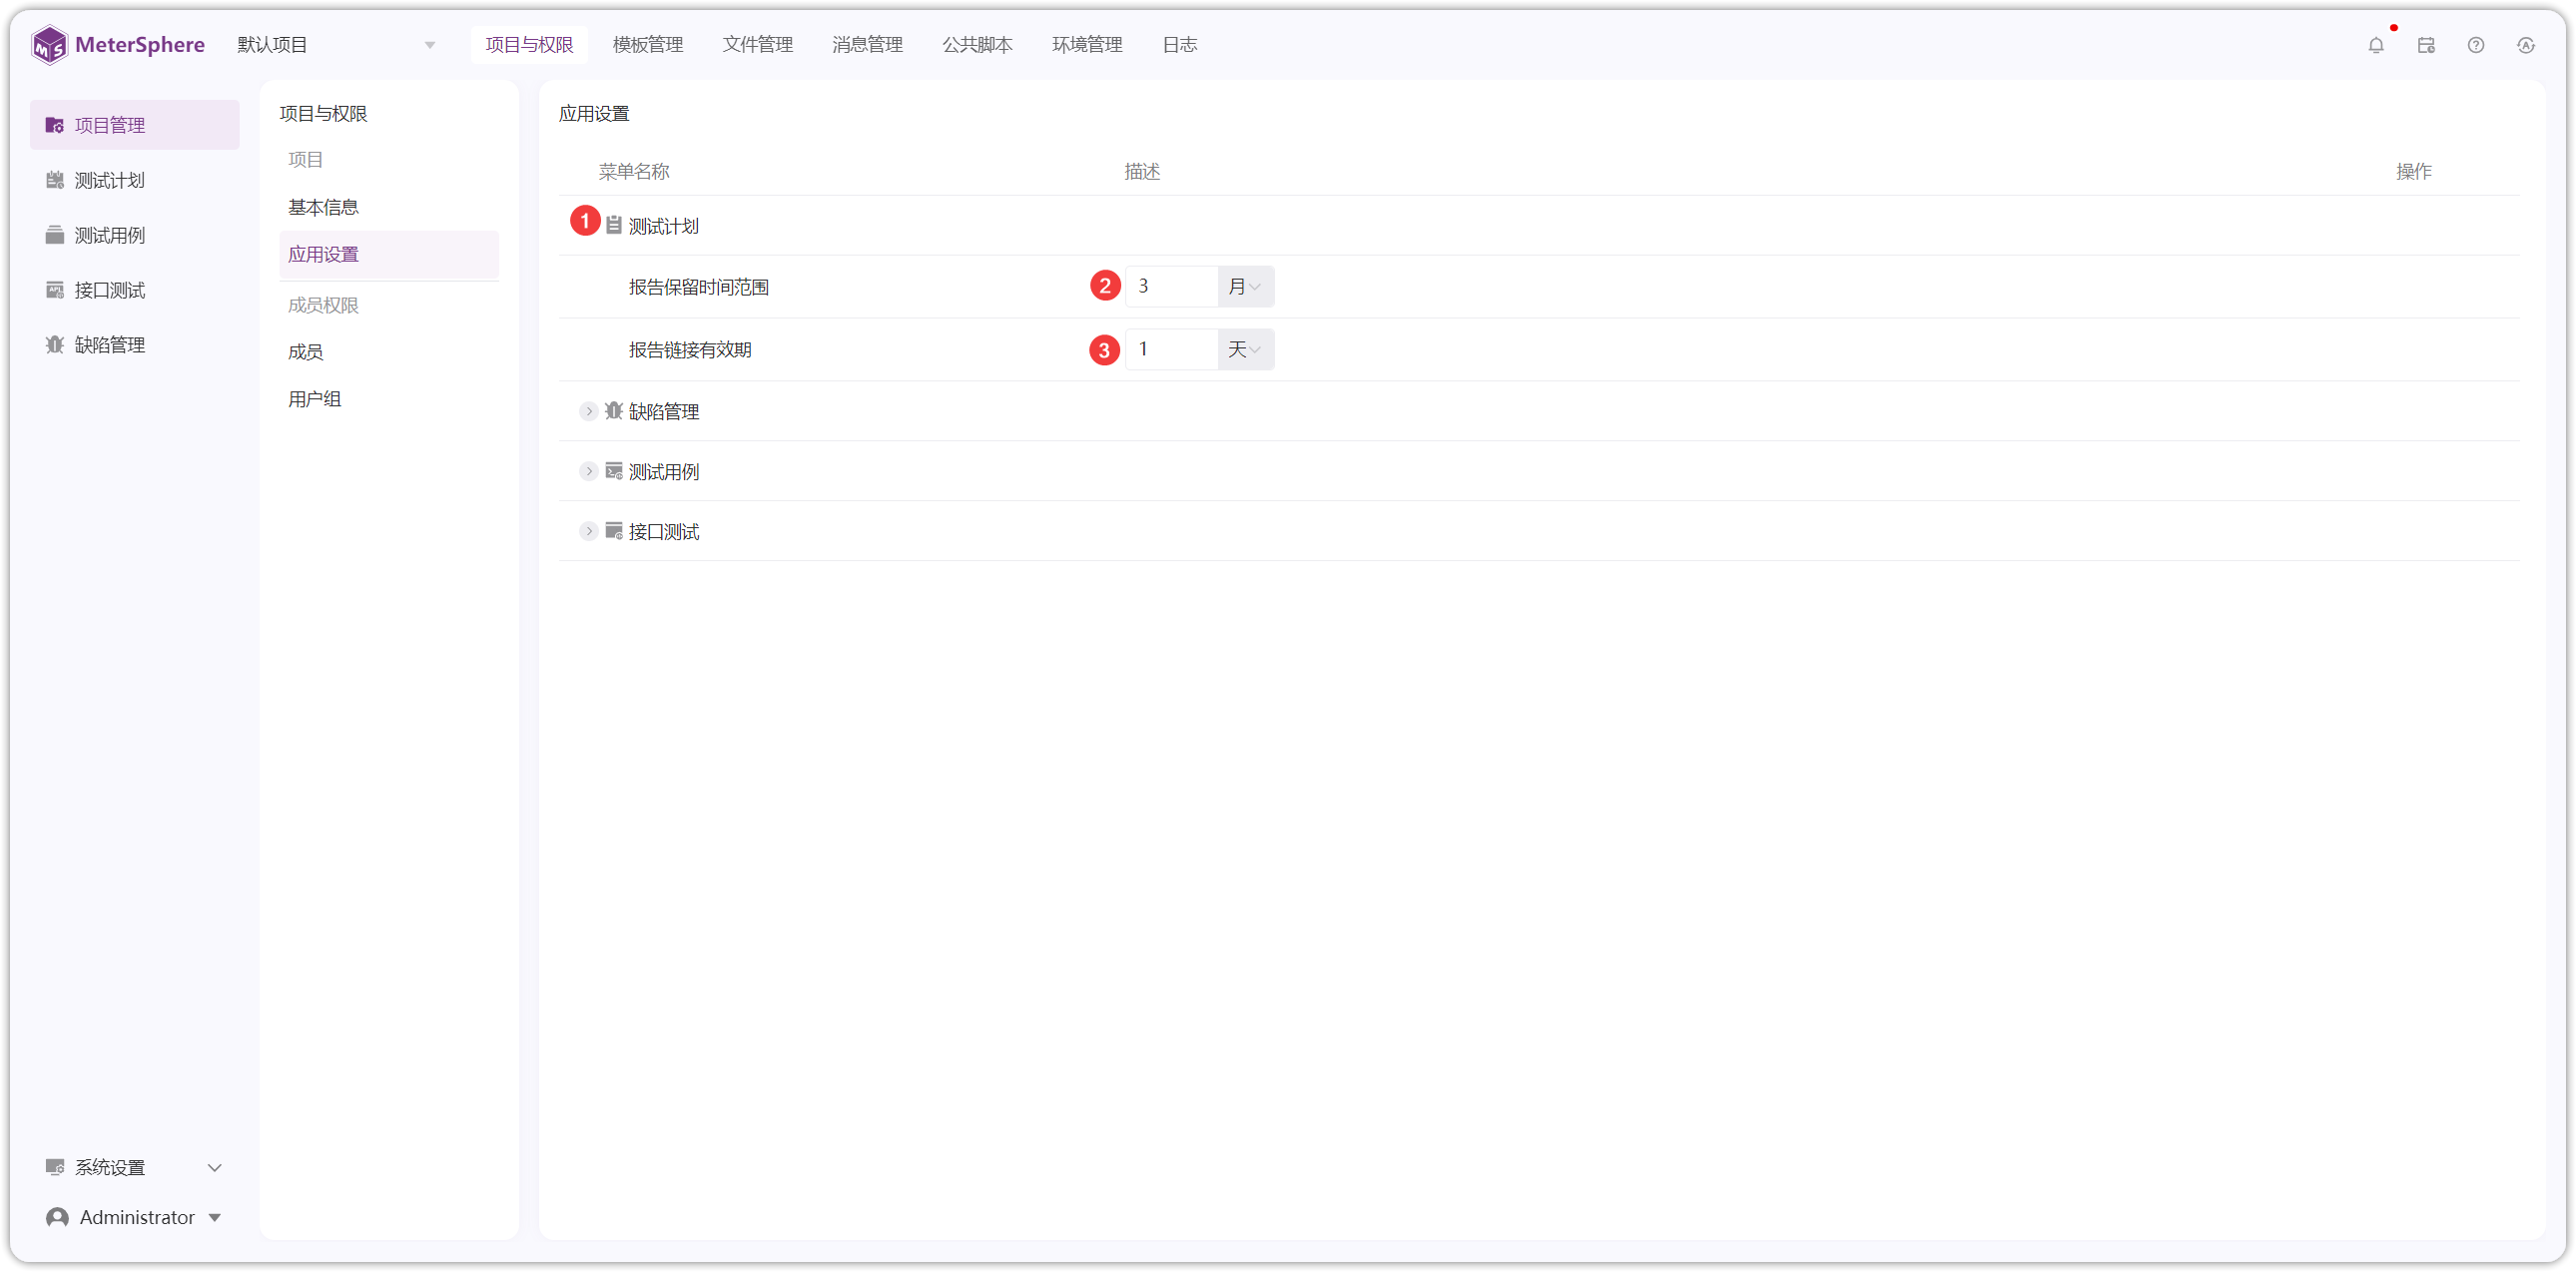 MeterSphere 默认项目 项目与权限 模板管理 文件管理 消息管理 公共脚本 环境管理 日志
项目管理
测试计划
测试用例
接口测试
缺陷管理
系统设置
Administrator
项目与权限
项目
基本信息
应用设置
成员权限
成员
用户组
应用设置
菜单名称 描述 操作
1 测试计划
报告保留时间范围 2 3 月
报告链接有效期 3 1 天
缺陷管理
测试用例
接口测试